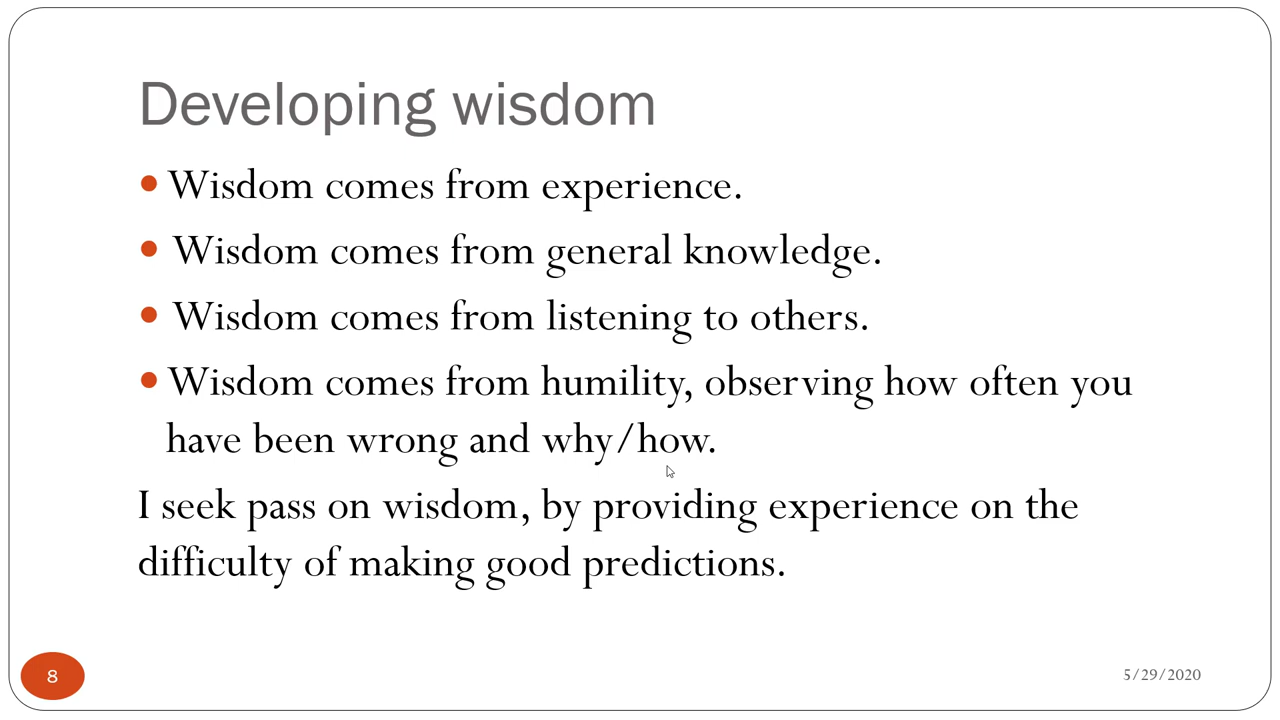 Developing wisdom
• Wisdom comes from experience.
• Wisdom comes from general knowledge.
• Wisdom comes from listening to others.
• Wisdom comes from humility, observing how often you
have been wrong and why/how.
I seek pass on wisdom, by providing experience on the
difficulty of making good predictions.
8
5/29/2020